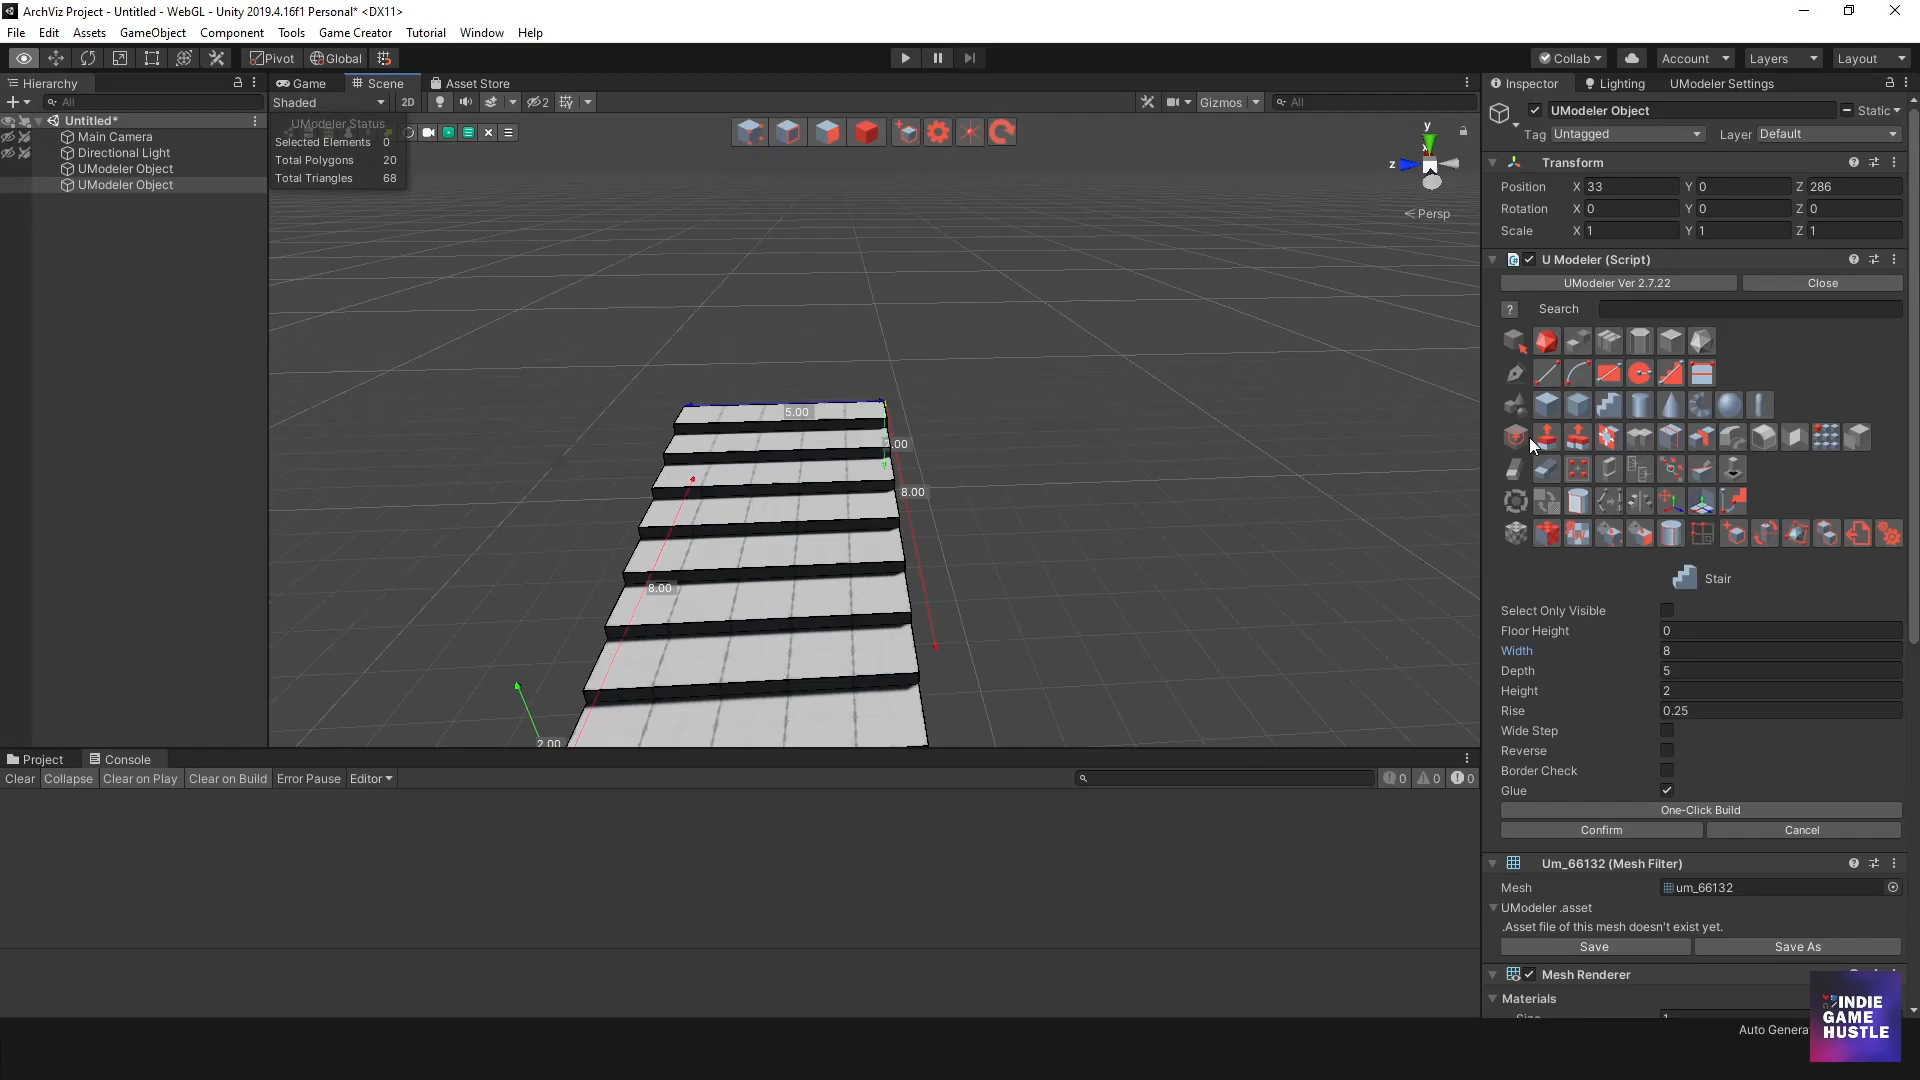 ArchViz Project - Untitled - WebGL - Unity 2019.4.16f1 Personal* <DX11>
File Edit Assets GameObject Component Tools Game Creator Tutorial Window Help
Pivot Global Collab Account Layers Layout
Hierarchy
All
Untitled*
Main Camera
Directional Light
UModeler Object
UModeler Object
Game Scene Asset Store
Shaded 2D 2 Gizmos All
UModeler Status
Selected Elements 0
Total Polygons 20
Total Triangles 68
y
x
z
Persp
5.00
2.00
8.00
8.00
2.00
Inspector Lighting UModeler Settings
UModeler Object Static
Tag Untagged Layer Default
Transform
Position X 33 Y 0 Z 286
Rotation X 0 Y 0 Z 0
Scale X 1 Y 1 Z 1
U Modeler (Script)
UModeler Ver 2.7.22 Close
? Search
Stair
Select Only Visible
Floor Height 0
Width 8
Depth 5
Height 2
Rise 0.25
Wide Step
Reverse
Border Check
Glue
One-Click Build
Confirm Cancel
Um_66132 (Mesh Filter)
Mesh um_66132
UModeler .asset
.Asset file of this mesh doesn't exist yet.
Save Save As
Mesh Renderer
Materials
Project Console
Clear Collapse Clear on Play Clear on Build Error Pause Editor 0 0 0
INDIE
GAME
HUSTLE